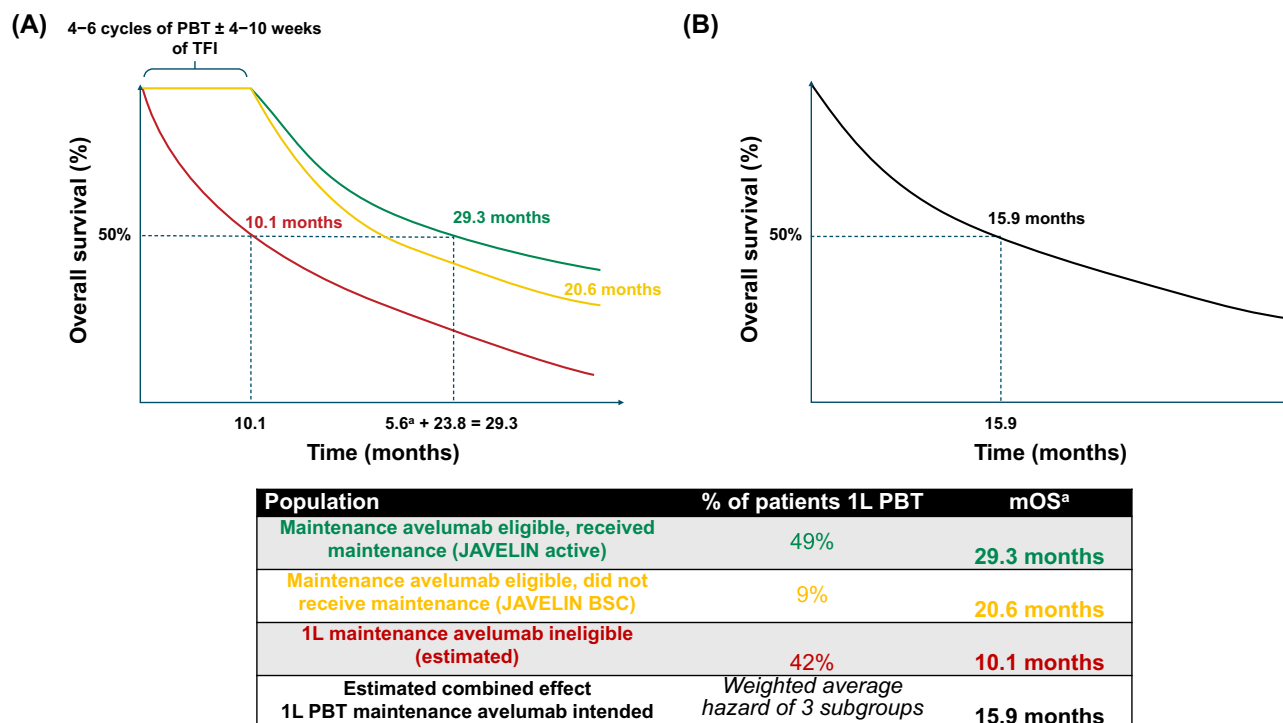 (A)
4–6 cycles of PBT ± 4–10 weeks
of TFI
Overall survival (%)
50%
10.1 months
29.3 months
20.6 months
10.1
5.6ᵃ + 23.8 = 29.3
Time (months)
(B)
Overall survival (%)
50%
15.9 months
15.9
Time (months)
Population % of patients 1L PBT mOSᵃ
Maintenance avelumab eligible, received
maintenance (JAVELIN active)
49%
29.3 months
Maintenance avelumab eligible, did not
receive maintenance (JAVELIN BSC)
9%
20.6 months
1L maintenance avelumab ineligible
(estimated)
42%
10.1 months
Estimated combined effect
1L PBT maintenance avelumab intended
Weighted average
hazard of 3 subgroups
15.9 months